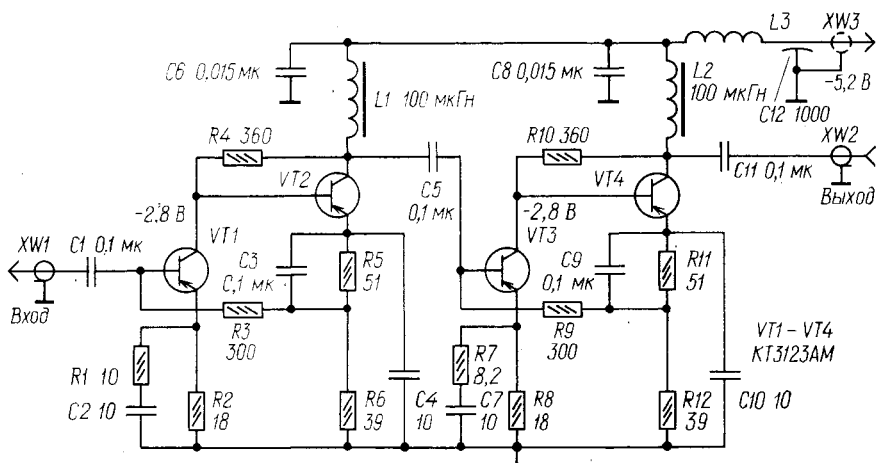 L3
XW3
C6 0,015 мк
C8 0,015 мк
L1 100 мкГн
L2
100 мкГн
-5,2 В
C12 1000
R4 360
R10 360
XW2
VT2
C5
0,1 мк
VT4
C11 0,1 мк
Выход
-2,8 В
-2,8 В
XW1
C1 0,1 мк
VT1
VT3
C3
0,1 мк
R5
51
C9
0,1 мк
R11
51
Вход
R3
300
R9
300
VT1 - VT4
КТ3123АМ
R1 10
R7
8,2
C2 10
R2
18
R6
39
C4
10
C7
10
R8
18
R12
39
C10 10